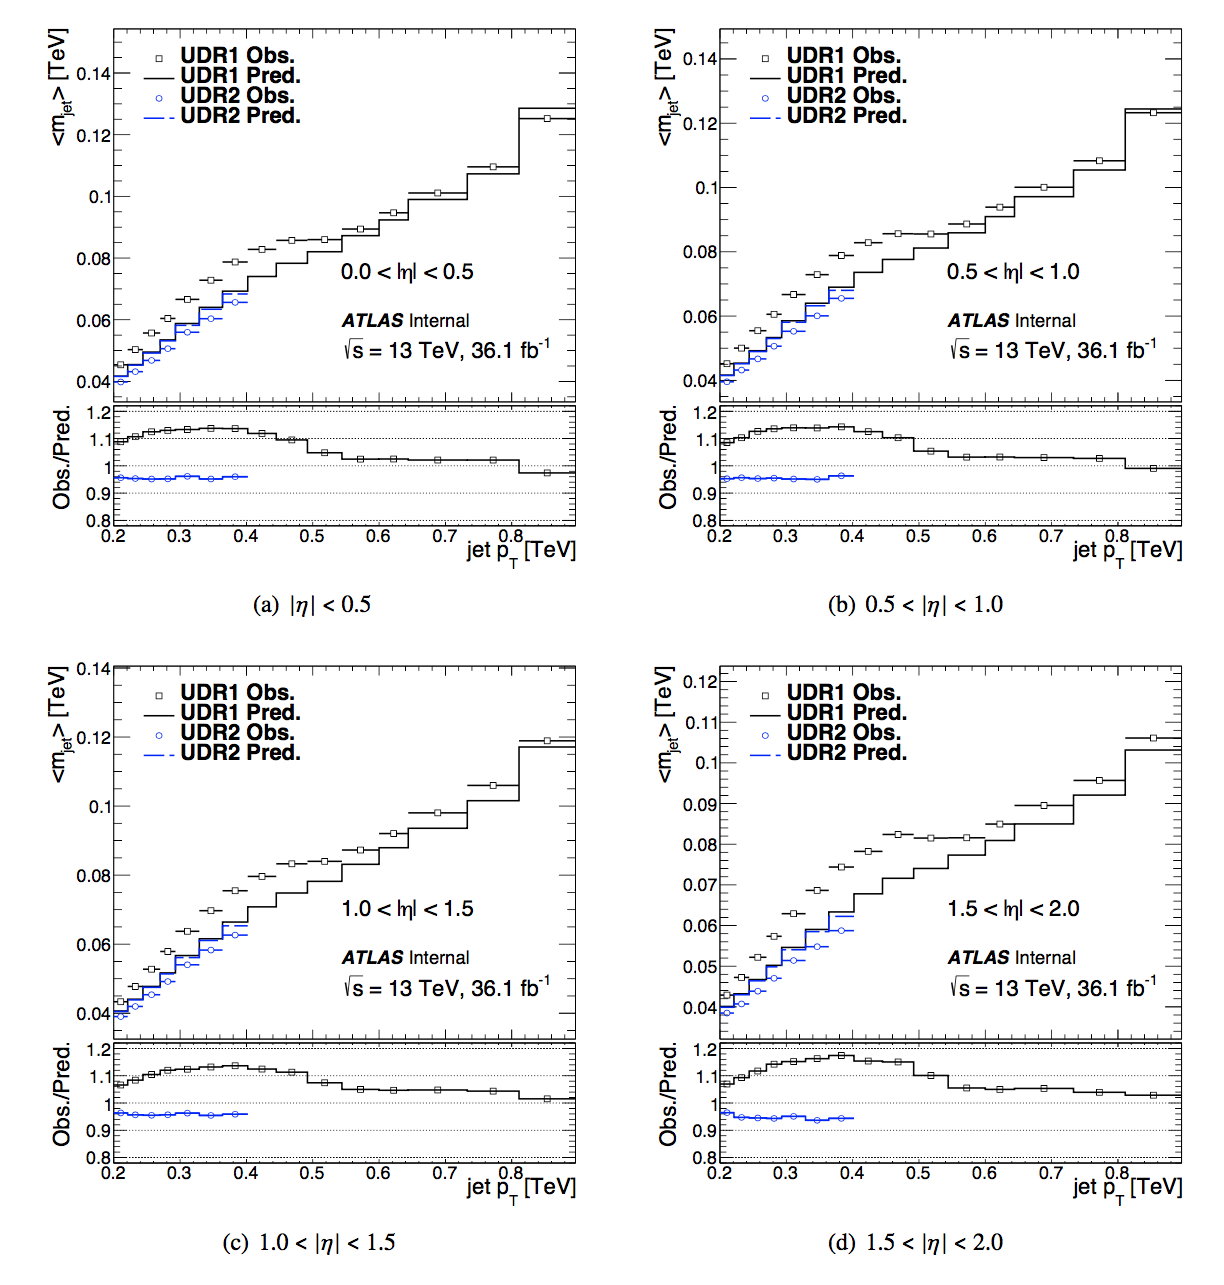 <m_jet> [TeV]
UDR1 Obs.
UDR1 Pred.
UDR2 Obs.
UDR2 Pred.
0.14
0.12
0.1
0.08
0.06
0.04
0.0 < |η| < 0.5
ATLAS Internal
√s = 13 TeV, 36.1 fb⁻¹
Obs./Pred.
1.2
1.1
1
0.9
0.8
0.2 0.3 0.4 0.5 0.6 0.7 0.8
jet p_T [TeV]
(a) |η| < 0.5
<m_jet> [TeV]
UDR1 Obs.
UDR1 Pred.
UDR2 Obs.
UDR2 Pred.
0.14
0.12
0.1
0.08
0.06
0.04
0.5 < |η| < 1.0
ATLAS Internal
√s = 13 TeV, 36.1 fb⁻¹
Obs./Pred.
1.2
1.1
1
0.9
0.8
0.2 0.3 0.4 0.5 0.6 0.7 0.8
jet p_T [TeV]
(b) 0.5 < |η| < 1.0
<m_jet> [TeV]
UDR1 Obs.
UDR1 Pred.
UDR2 Obs.
UDR2 Pred.
0.14
0.12
0.1
0.08
0.06
0.04
1.0 < |η| < 1.5
ATLAS Internal
√s = 13 TeV, 36.1 fb⁻¹
Obs./Pred.
1.2
1.1
1
0.9
0.8
0.2 0.3 0.4 0.5 0.6 0.7 0.8
jet p_T [TeV]
(c) 1.0 < |η| < 1.5
<m_jet> [TeV]
UDR1 Obs.
UDR1 Pred.
UDR2 Obs.
UDR2 Pred.
0.12
0.11
0.1
0.09
0.08
0.07
0.06
0.05
0.04
1.5 < |η| < 2.0
ATLAS Internal
√s = 13 TeV, 36.1 fb⁻¹
Obs./Pred.
1.2
1.1
1
0.9
0.8
0.2 0.3 0.4 0.5 0.6 0.7 0.8
jet p_T [TeV]
(d) 1.5 < |η| < 2.0